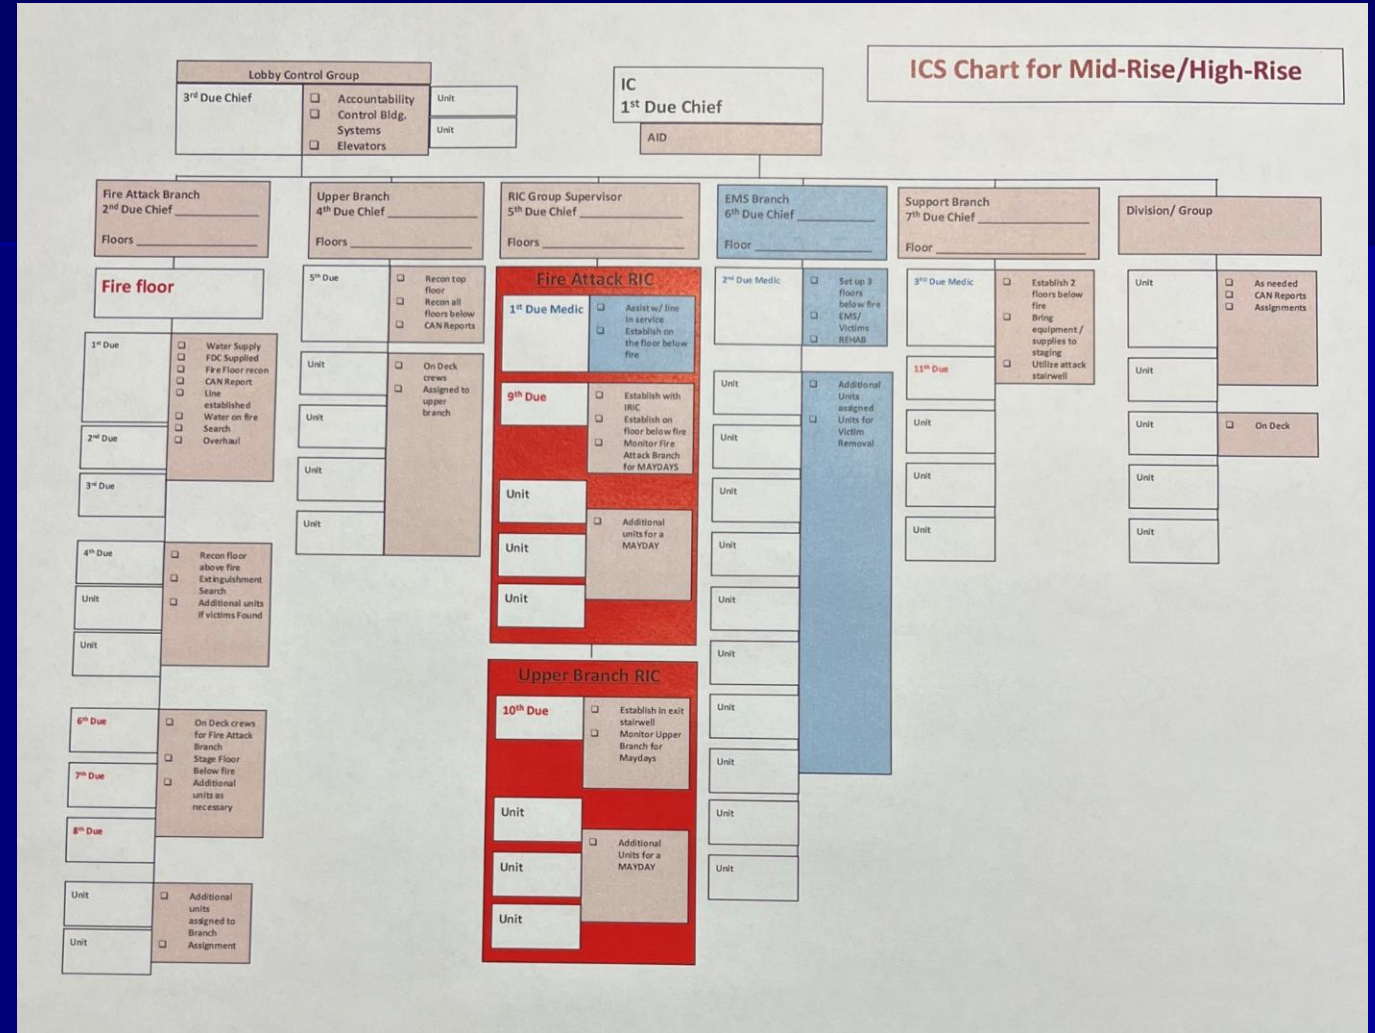 ICS Chart for Mid-Rise/High-Rise
Lobby Control Group
3rd Due Chief
Accountability
Control Bldg.
Systems
Elevators
Unit
Unit
IC
1st Due Chief
AID
Fire Attack Branch
2nd Due Chief
Floors
Fire floor
1st Due
2nd Due
3rd Due
Water Supply
FDC Supplied
Fire Floor recon
CAN Report
Line
established
Water on fire
Search
Overhaul
4th Due
Unit
Unit
Recon floor
above fire
Extinguishment
Search
Additional units
if victims Found
6th Due
7th Due
8th Due
On Deck crews
for Fire Attack
Branch
Stage Floor
Below fire
Additional
units as
necessary
Unit
Unit
Additional
units
assigned to
Branch
Assignment
Upper Branch
4th Due Chief
Floors
5th Due
Recon top
floor
Recon all
floors below
CAN Reports
Unit
Unit
Unit
Unit
On Deck
crews
Assigned to
upper
branch
RIC Group Supervisor
5th Due Chief
Floors
Fire Attack RIC
1st Due Medic
Assist w/ line
in service
Establish on
the floor below
fire
9th Due
Establish with
IRIC
Establish on
floor below fire
Monitor Fire
Attack Branch
for MAYDAYS
Unit
Unit
Unit
Additional
units for a
MAYDAY
Upper Branch RIC
10th Due
Establish in exit
stairwell
Monitor Upper
Branch for
Maydays
Unit
Unit
Unit
Additional
Units for a
MAYDAY
EMS Branch
6th Due Chief
Floor
2nd Due Medic
Set up 3
floors
below fire
EMS/
Victims
REHAB
Unit
Unit
Unit
Unit
Unit
Unit
Unit
Unit
Unit
Unit
Additional
Units
assigned
Units for
Victim
Removal
Support Branch
7th Due Chief
Floor
3RD Due Medic
11th Due
Unit
Unit
Unit
Establish 2
floors below
fire
Bring
equipment/
supplies to
staging
Utilize attack
stairwell
Division/ Group
Unit
Unit
As needed
CAN Reports
Assignments
Unit
Unit
Unit
On Deck